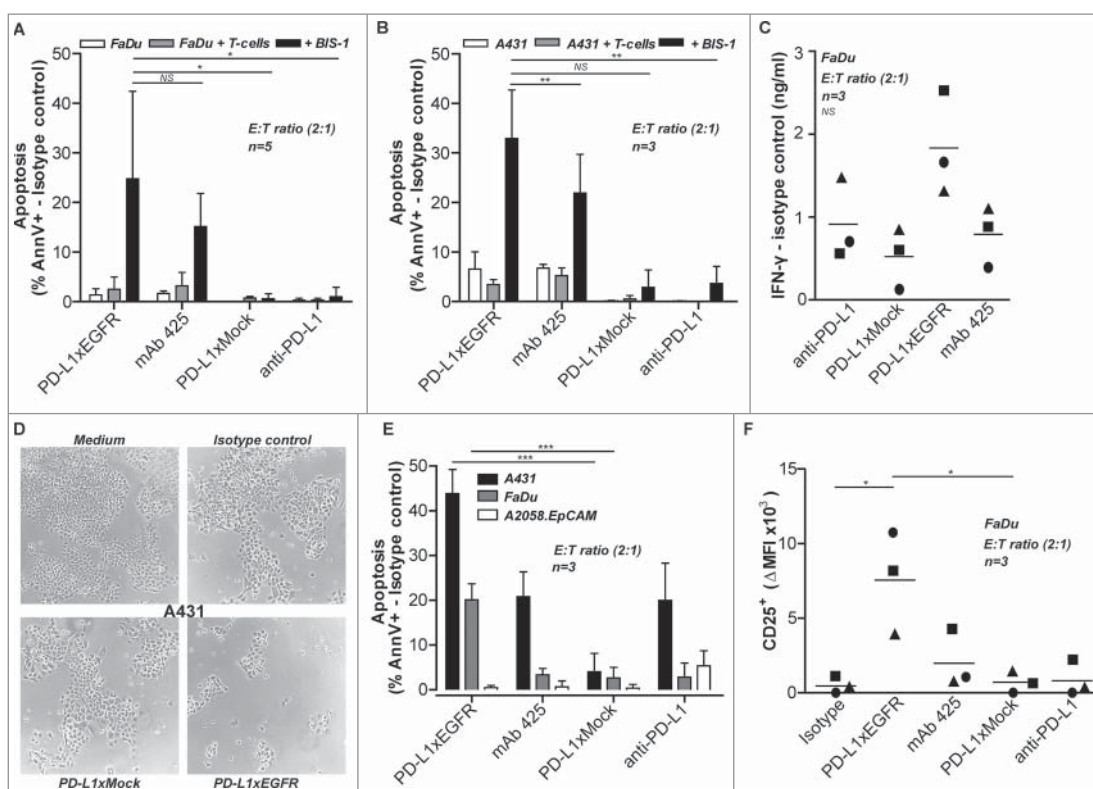 A
FaDu FaDu + T-cells + BIS-1
Apoptosis
(% AnnV+ - Isotype control)
50
40
30
20
10
0
*
*
NS
E:T ratio (2:1)
n=5
PD-L1xEGFR
mAb 425
PD-L1xMock
anti-PD-L1
B
A431 A431 + T-cells + BIS-1
Apoptosis
(% AnnV+ - Isotype control)
50
40
30
20
10
0
**
NS
**
E:T ratio (2:1)
n=3
PD-L1xEGFR
mAb 425
PD-L1xMock
anti-PD-L1
C
IFN-γ - isotype control (ng/ml)
3
2
1
0
FaDu
E:T ratio (2:1)
n=3
NS
anti-PD-L1
PD-L1xMock
PD-L1xEGFR
mAb 425
D
Medium Isotype control
A431
PD-L1xMock PD-L1xEGFR
E
Apoptosis
(% AnnV+ - Isotype control)
50
40
30
20
10
0
***
***
A431
FaDu
A2058.EpCAM
E:T ratio (2:1)
n=3
PD-L1xEGFR
mAb 425
PD-L1xMock
anti-PD-L1
F
CD25⁺ (Δ MFI x10³)
15
10
5
0
*
*
FaDu
E:T ratio (2:1)
n=3
Isotype
PD-L1xEGFR
mAb 425
PD-L1xMock
anti-PD-L1